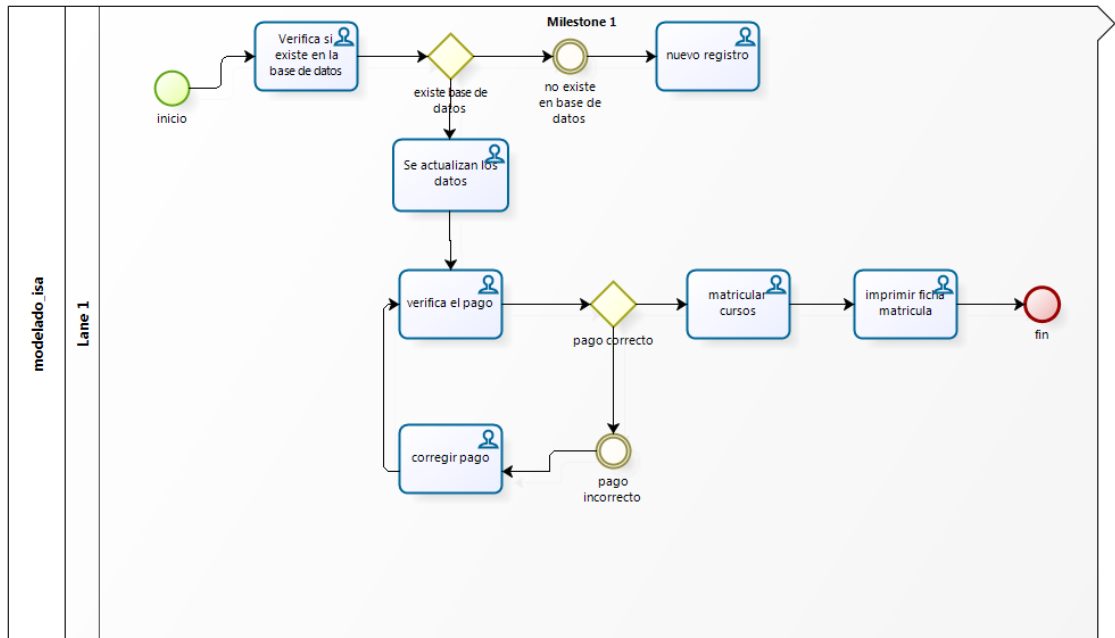 modelado_isa
Lane 1
Milestone 1
inicio
Verifica si
existe en la
base de datos
existe base de
datos
no existe
en base de
datos
nuevo registro
Se actualizan los
datos
verifica el pago
pago correcto
matricular
cursos
imprimir ficha
matricula
fin
corregir pago
pago
incorrecto